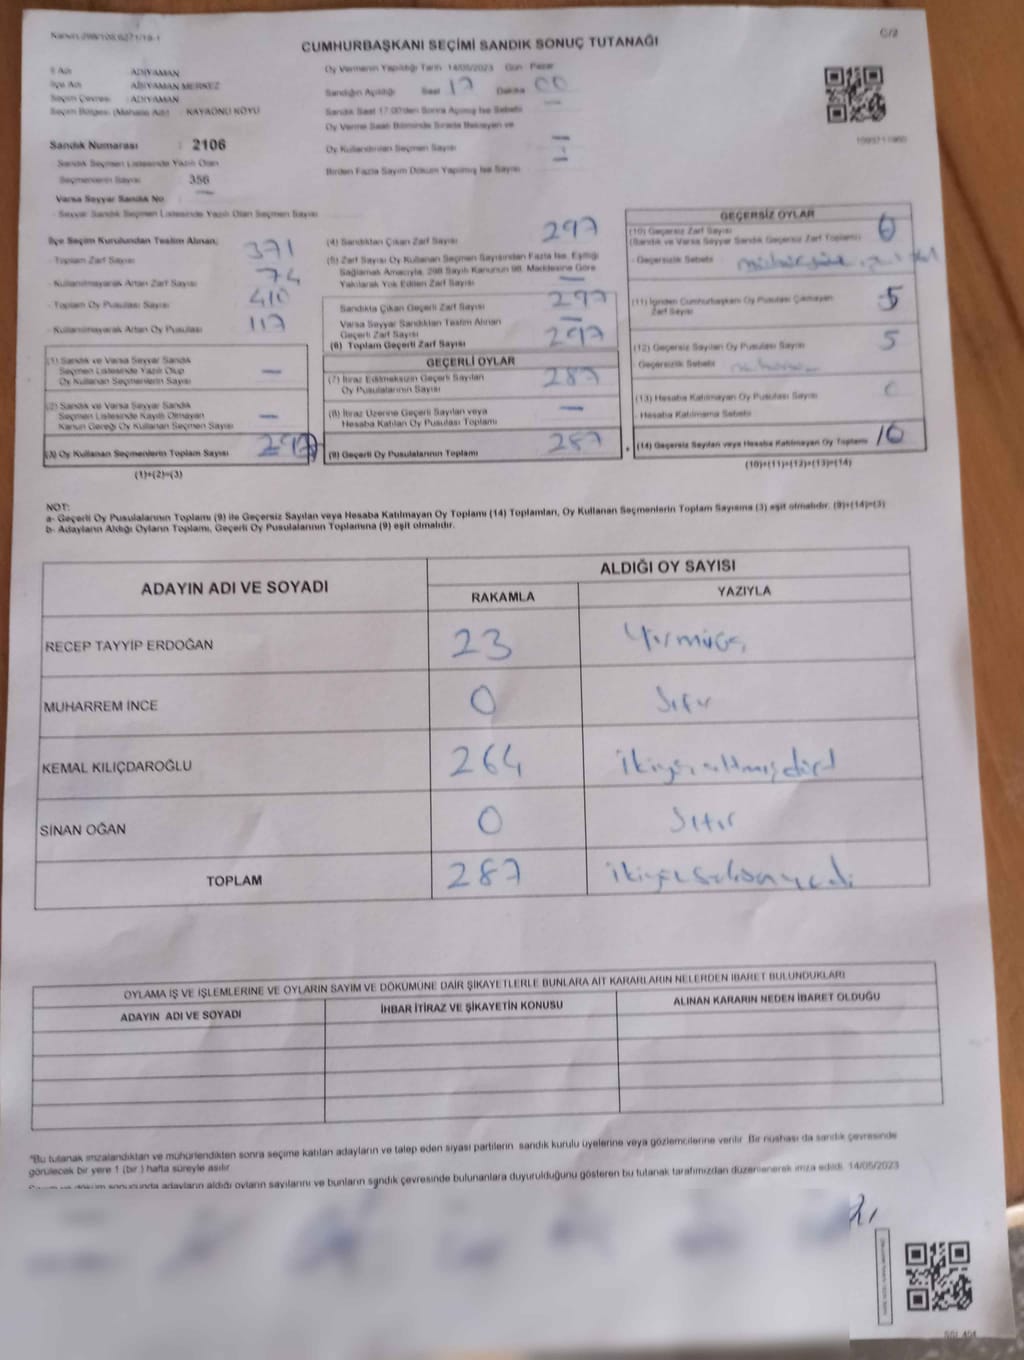 Kanun 298/108,6271/19-1
C/2
CUMHURBAŞKANI SEÇİMİ SANDIK SONUÇ TUTANAĞI
İl Adı ADIYAMAN
İlçe Adı ADIYAMAN MERKEZ
Seçim Çevresi : ADIYAMAN
Seçim Bölgesi (Mahalle Adı) : KAYAÖNÜ KÖYÜ
Sandık Numarası : 2106
Sandık Seçmen Listesinde Yazılı Olan
Seçmenlerin Sayısı 356
Varsa Seyyar Sandık No
- Seyyar Sandık Seçmen Listesinde Yazılı Olan Seçmen Sayısı
Oy Vermenin Yapıldığı Tarih 14/05/2023 Gün : Pazar
Sandığın Açıldığı Saat 17 Dakika 00
Sandık Saat 17:00'den Sonra Açılmış İse Sebebi
Oy Verme Saati Bitiminde Sırada Bekleyen ve
Oy Kullandırılan Seçmen Sayısı
Birden Fazla Sayım Döküm Yapılmış İse Sayısı
İlçe Seçim Kurulundan Teslim Alınan;
- Toplam Zarf Sayısı 371
- Kullanılmayarak Artan Zarf Sayısı 74
- Toplam Oy Pusulası Sayısı 410
- Kullanılmayarak Artan Oy Pusulası 117
(1) Sandık ve Varsa Seyyar Sandık
Seçmen Listesinde Yazılı Olup
Oy Kullanan Seçmenlerin Sayısı —
(2) Sandık ve Varsa Seyyar Sandık
Seçmen Listesinde Kayıtlı Olmayan
Kanun Gereği Oy Kullanan Seçmen Sayısı —
(3) Oy Kullanan Seçmenlerin Toplam Sayısı 297
(1)+(2)=(3)
(4) Sandıktan Çıkan Zarf Sayısı 297
(5) Zarf Sayısı Oy Kullanan Seçmen Sayısından Fazla İse, Eşitliği
Sağlamak Amacıyla, 298 Sayılı Kanunun 98. Maddesine Göre
Yakılarak Yok Edilen Zarf Sayısı —
Sandıkta Çıkan Geçerli Zarf Sayısı 297
Varsa Seyyar Sandıktan Teslim Alınan
Geçerli Zarf Sayısı —
(6) Toplam Geçerli Zarf Sayısı 297
GEÇERLİ OYLAR
(7) İtiraz Edilmeksizin Geçerli Sayılan
Oy Pusulalarının Sayısı 287
(8) İtiraz Üzerine Geçerli Sayılan veya
Hesaba Katılan Oy Pusulası Toplamı —
(9) Geçerli Oy Pusulalarının Toplamı 287
GEÇERSİZ OYLAR
(10) Geçersiz Zarf Sayısı
(Sandık ve Varsa Seyyar Sandık Geçersiz Zarf Toplamı) 0
- Geçersizlik Sebebi
(11) İçinden Cumhurbaşkanı Oy Pusulası Çıkmayan
Zarf Sayısı 5
(12) Geçersiz Sayılan Oy Pusulası Sayısı 5
Geçersizlik Sebebi
(13) Hesaba Katılmayan Oy Pusulası Sayısı
- Hesaba Katılmama Sebebi
(14) Geçersiz Sayılan veya Hesaba Katılmayan Oy Toplamı 10
(10)+(11)+(12)+(13)=(14)
NOT:
a- Geçerli Oy Pusulalarının Toplamı (9) ile Geçersiz Sayılan veya Hesaba Katılmayan Oy Toplamı (14) Toplamları, Oy Kullanan Seçmenlerin Toplam Sayısına (3) eşit olmalıdır. (9)+(14)=(3)
b- Adayların Aldığı Oyların Toplamı, Geçerli Oy Pusulalarının Toplamına (9) eşit olmalıdır.
ADAYIN ADI VE SOYADI
ALDIĞI OY SAYISI
RAKAMLA YAZIYLA
RECEP TAYYİP ERDOĞAN 23 Yirmiüç
MUHARREM İNCE 0 Sıfır
KEMAL KILIÇDAROĞLU 264 ikiyüzaltmışdört
SİNAN OĞAN 0 Sıfır
TOPLAM 287 ikiyüzseksenyedi
OYLAMA İŞ VE İŞLEMLERİNE VE OYLARIN SAYIM VE DÖKÜMÜNE DAİR ŞİKAYETLERLE BUNLARA AİT KARARLARIN NELERDEN İBARET BULUNDUKLARI
ADAYIN ADI VE SOYADI İHBAR İTİRAZ VE ŞİKAYETİN KONUSU ALINAN KARARIN NEDEN İBARET OLDUĞU
*Bu tutanak imzalandıktan ve mühürlendikten sonra seçime katılan adayların ve talep eden siyasi partilerin sandık kurulu üyelerine veya gözlemcilerine verilir. Bir nüshası da sandık çevresinde
görülecek bir yere 1 (bir ) hafta süreyle asılır.
Sayım ve döküm sonucunda adayların aldığı oyların sayılarını ve bunların sandık çevresinde bulunanlara duyurulduğunu gösteren bu tutanak tarafımızdan düzenlenerek imza edildi. 14/05/2023